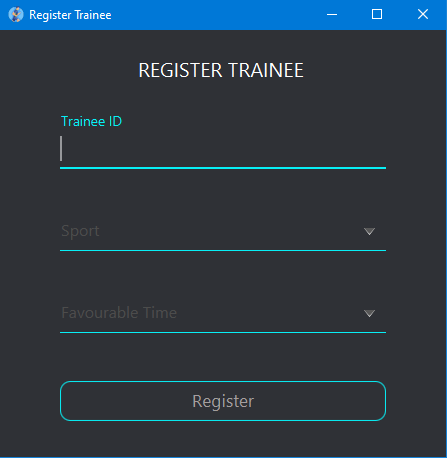 Register Trainee
REGISTER TRAINEE
Trainee ID
Sport
Favourable Time
Register